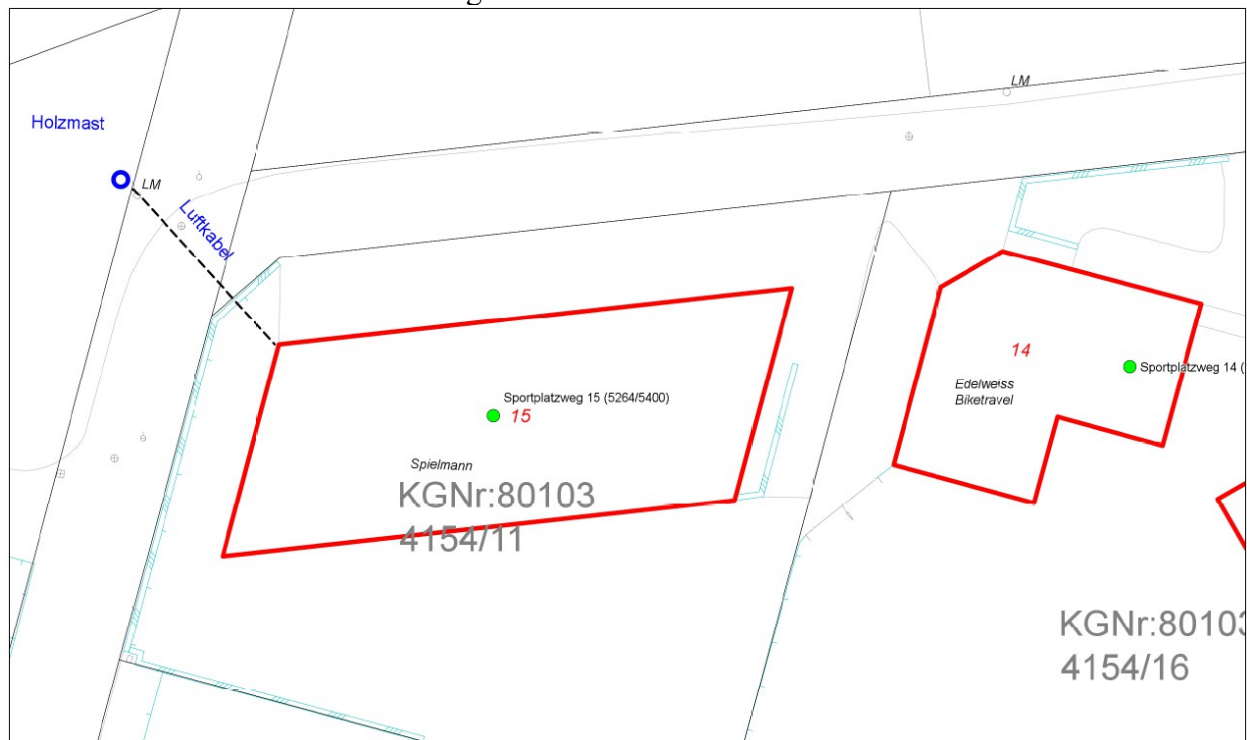 LM
Holzmast
LM
Luftkabel
14
Sportplatzweg 14 (
Edelweiss
Biketravel
Sportplatzweg 15 (5264/5400)
15
Spielmann
KGNr:80103
4154/11
KGNr:80103
4154/16